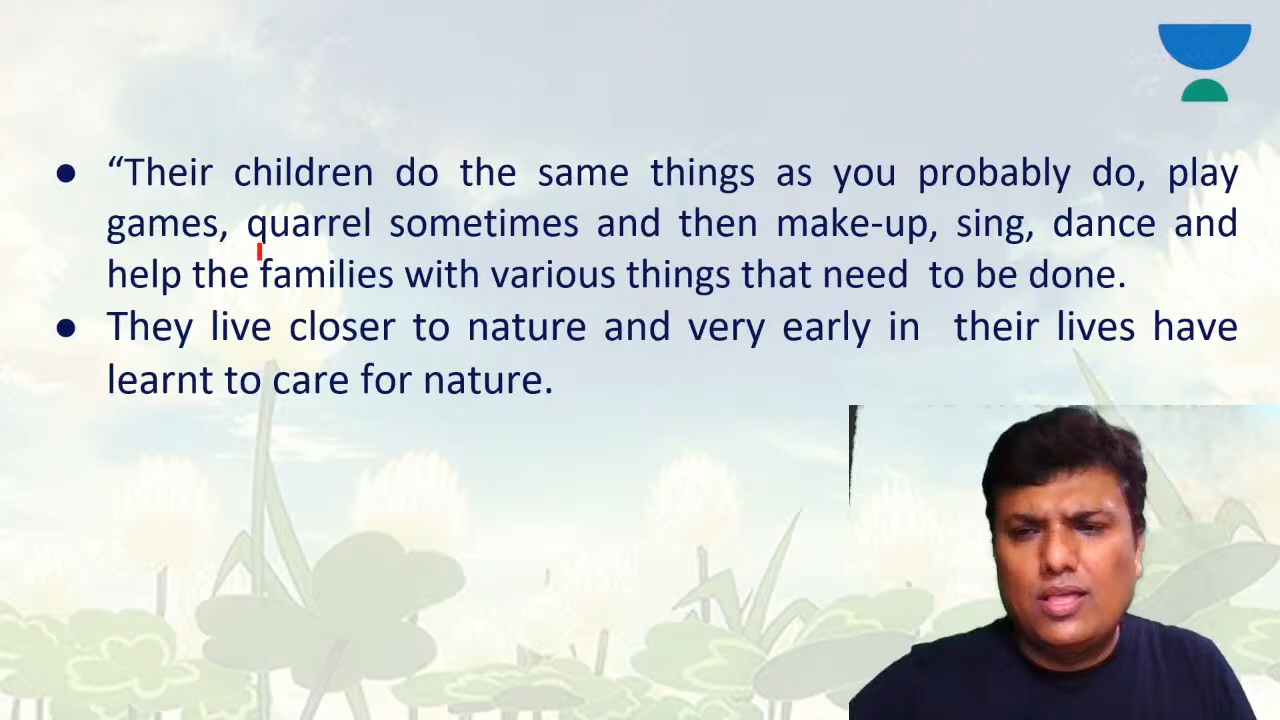 ● “Their children do the same things as you probably do, play
games, quarrel sometimes and then make-up, sing, dance and
help the families with various things that need  to be done.
● They live closer to nature and very early in  their lives have
learnt to care for nature.